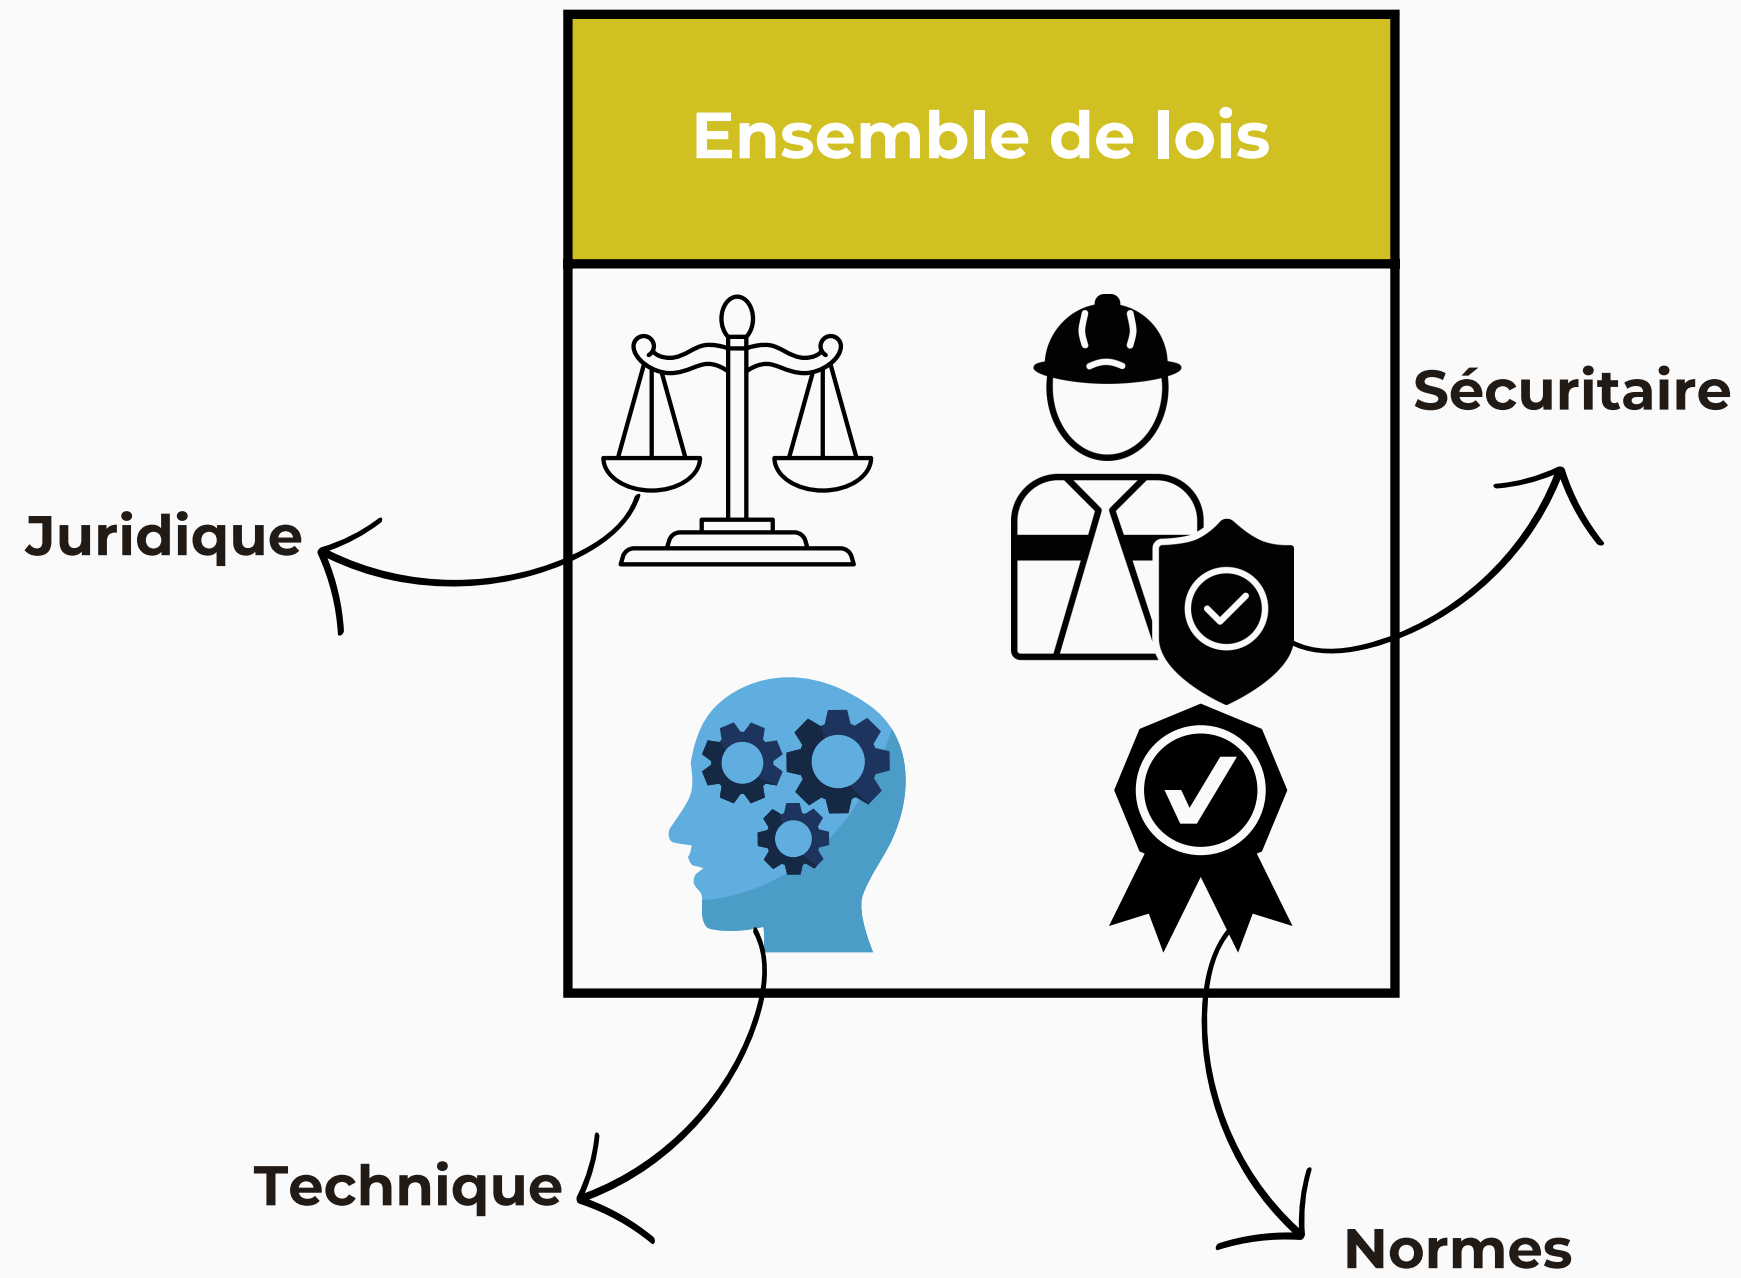 Ensemble de lois
Sécuritaire
Juridique
Technique
Normes